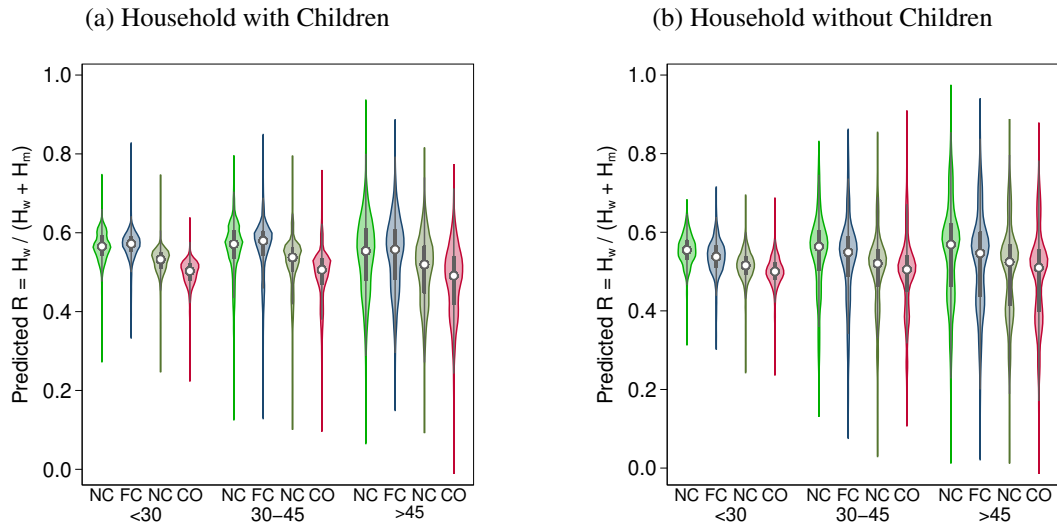 (a) Household with Children
(b) Household without Children
Predicted R = H_w / (H_w + H_m)
1.0
0.8
0.6
0.4
0.2
0.0
NC FC NC CO NC FC NC CO NC FC NC CO
<30 30−45 >45
Predicted R = H_w / (H_w + H_m)
1.0
0.8
0.6
0.4
0.2
0.0
NC FC NC CO NC FC NC CO NC FC NC CO
<30 30−45 >45